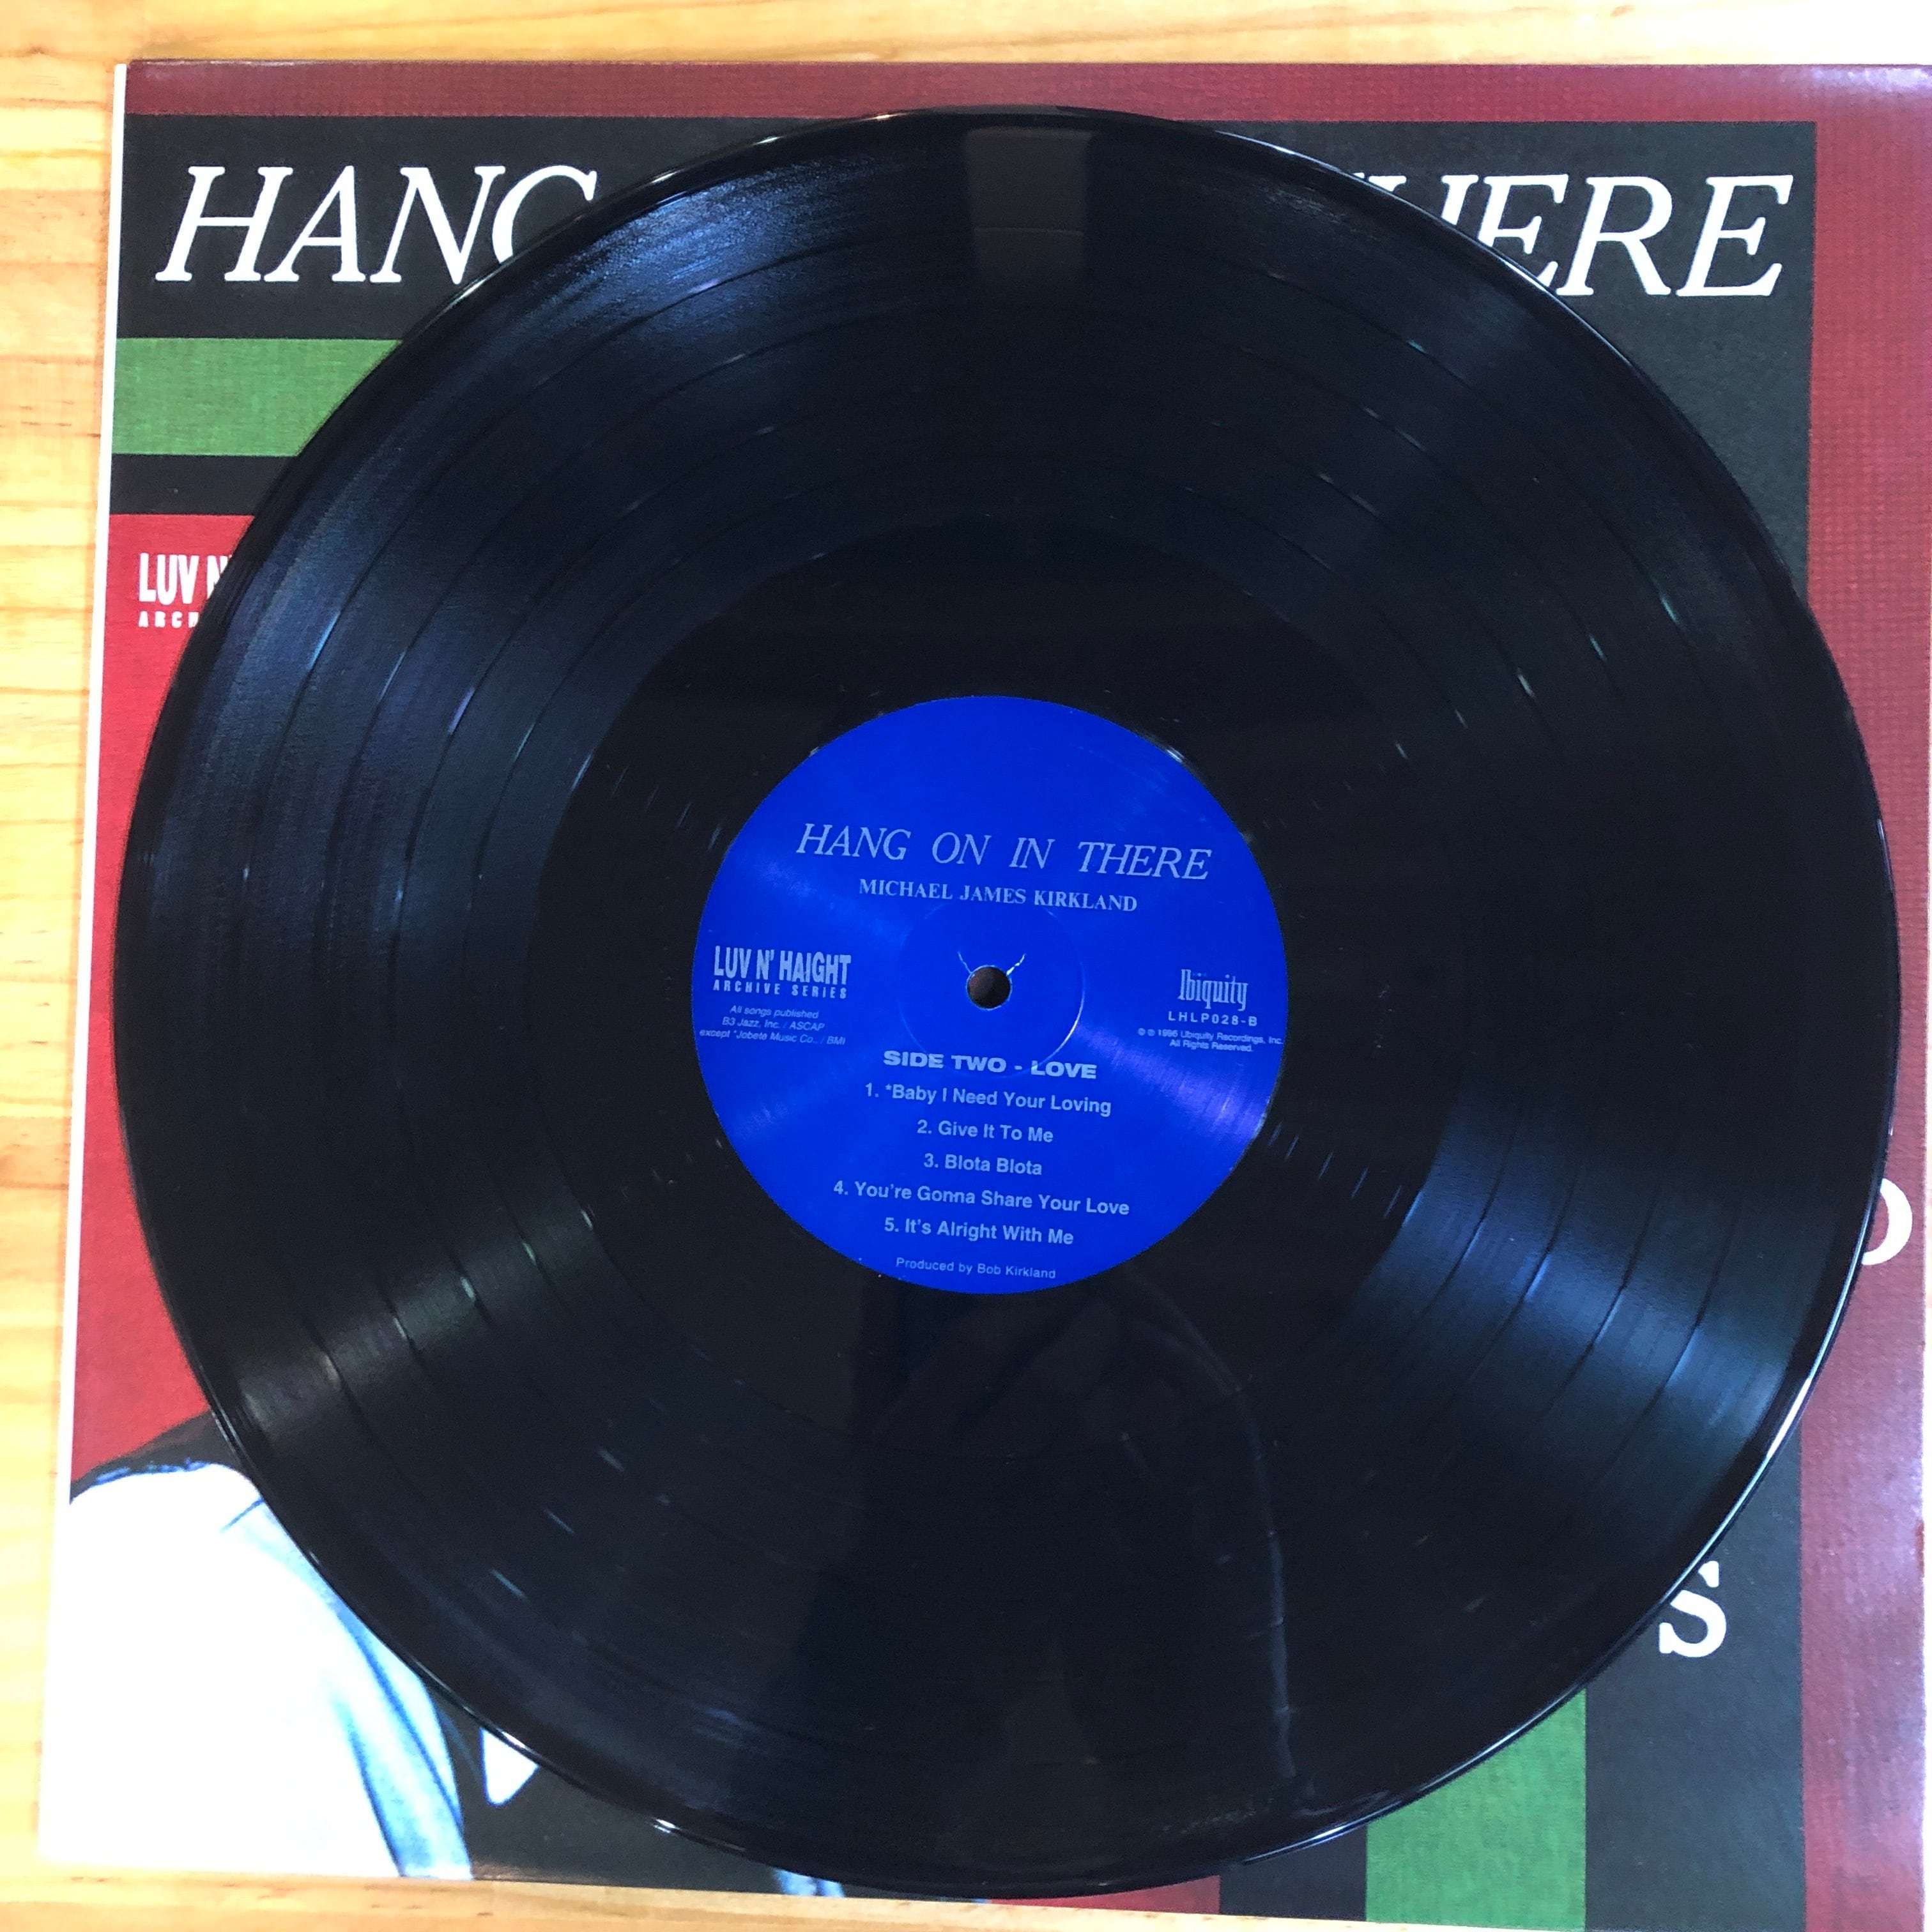 HANG
THERE
LUV N'
ARCH
HANG ON IN THERE
MICHAEL JAMES KIRKLAND
LUV N' HAIGHT
ARCHIVE SERIES
All songs published
B3 Jazz, Inc. / ASCAP
except *Jobete Music Co., / BMI
Ubiquity
LHLP028-B
℗ © 1996 Ubiquity Recordings, Inc.
All Rights Reserved.
SIDE TWO - LOVE
1. *Baby I Need Your Loving
2. Give It To Me
3. Blota Blota
4. You're Gonna Share Your Love
5. It's Alright With Me
Produced by Bob Kirkland
S